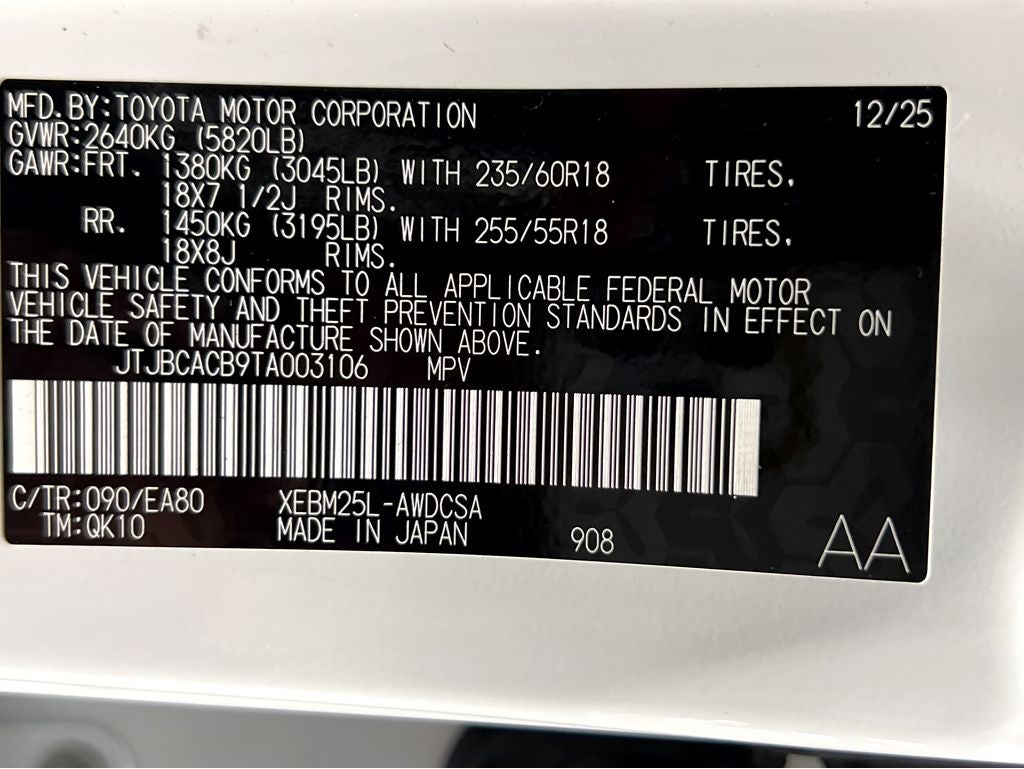 MFD.BY:TOYOTA MOTOR CORPORATION 12/25
GVWR:2640KG (5820LB)
GAWR:FRT. 1380KG (3045LB) WITH 235/60R18 TIRES,
18X7 1/2J RIMS.
RR. 1450KG (3195LB) WITH 255/55R18 TIRES,
18X8J RIMS.
THIS VEHICLE CONFORMS TO ALL APPLICABLE FEDERAL MOTOR
VEHICLE SAFETY AND THEFT PREVENTION STANDARDS IN EFFECT ON
THE DATE OF MANUFACTURE SHOWN ABOVE.
JTJBCACB9TA003106 MPV
C/TR:090/EA80 XEBM25L-AWDCSA
TM:QK10 MADE IN JAPAN 908 AA